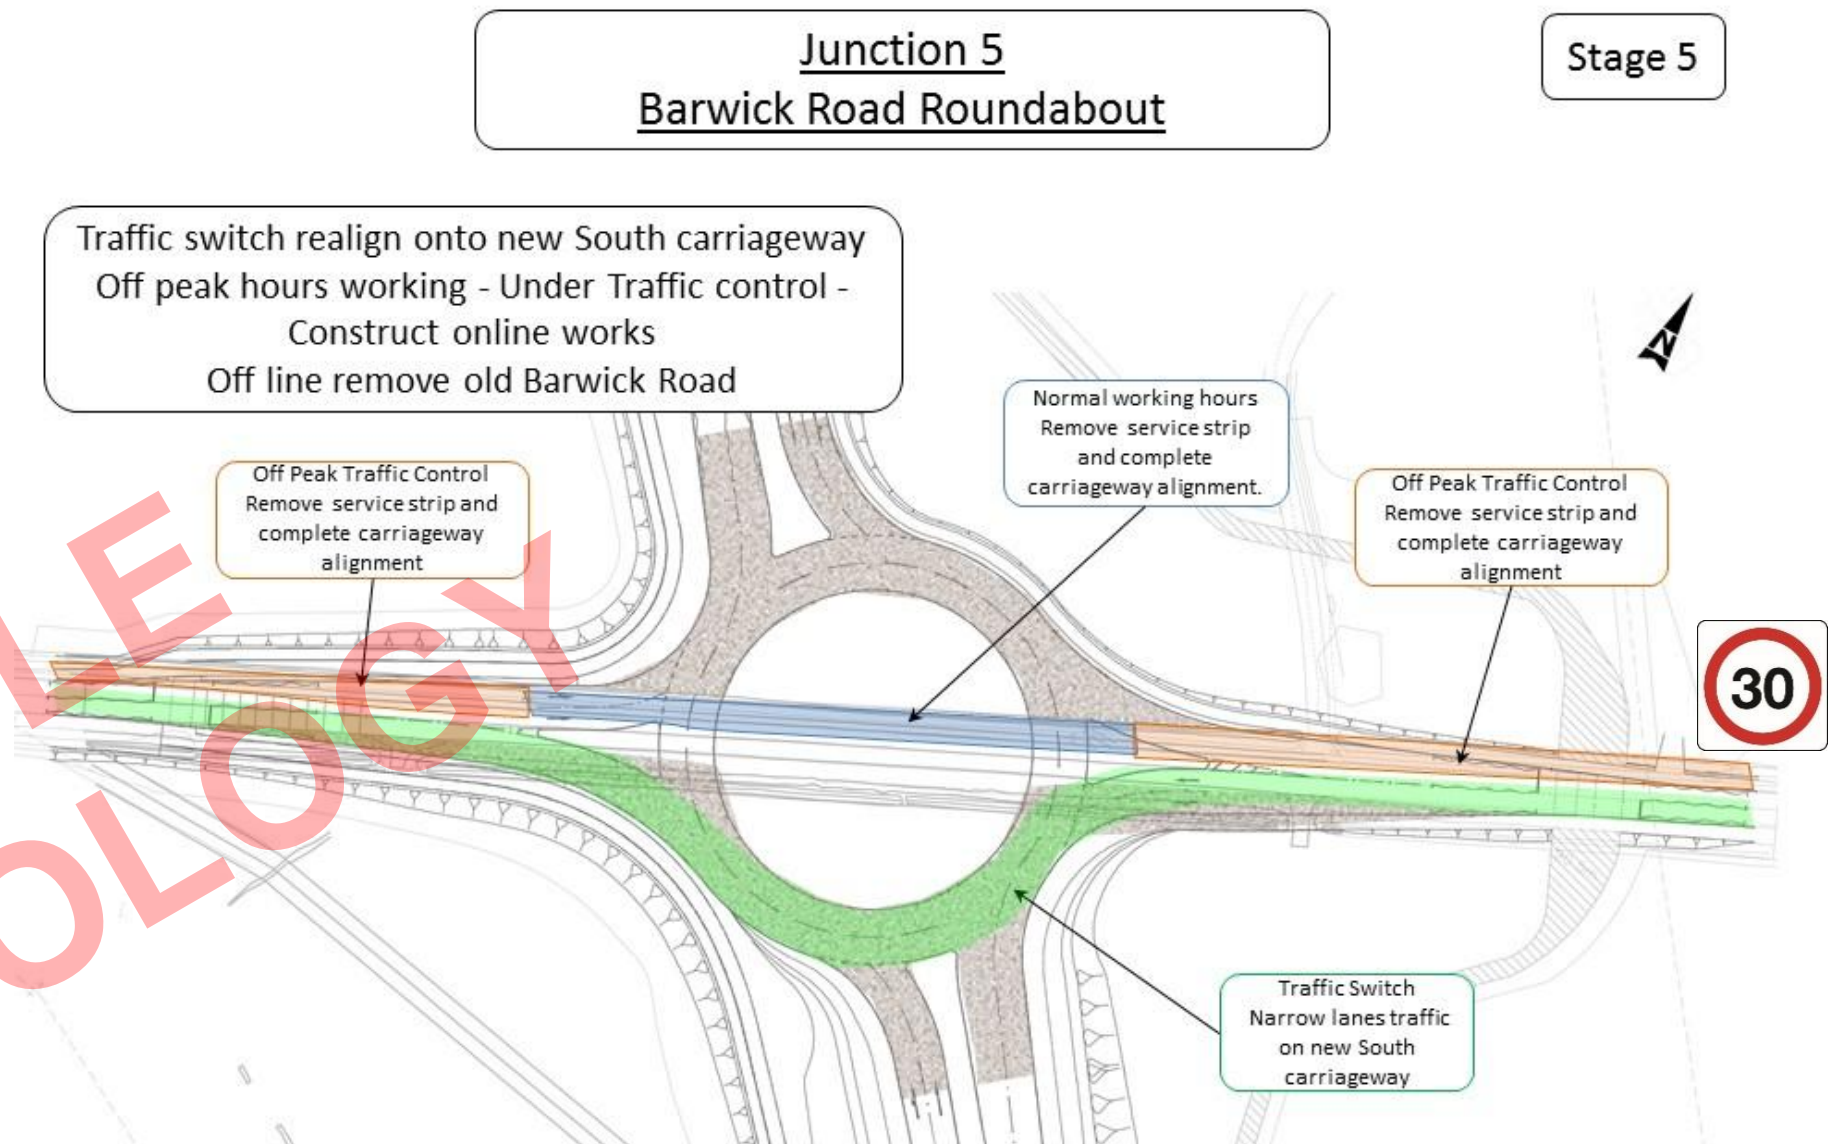 Junction 5
Barwick Road Roundabout
Stage 5
Traffic switch realign onto new South carriageway
Off peak hours working - Under Traffic control -
Construct online works
Off line remove old Barwick Road
N
Normal working hours
Remove service strip
and complete
carriageway alignment.
Off Peak Traffic Control
Remove service strip and
complete carriageway
alignment
Off Peak Traffic Control
Remove service strip and
complete carriageway
alignment
30
LE
OLOGY
Traffic Switch
Narrow lanes traffic
on new South
carriageway